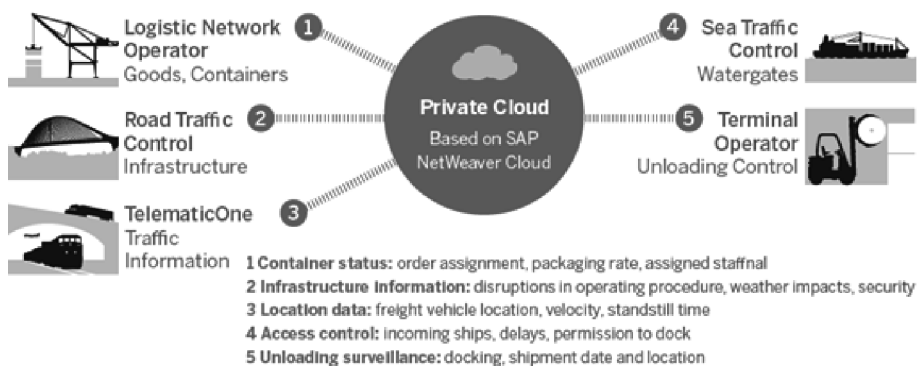 Logistic Network
Operator
Goods, Containers
1
Road Traffic
Control
Infrastructure
2
TelematicOne
Traffic
Information
3
Private Cloud
Based on SAP
NetWeaver Cloud
4
Sea Traffic
Control
Watergates
5
Terminal
Operator
Unloading Control
1 Container status: order assignment, packaging rate, assigned staffnal
2 Infrastructure information: disruptions in operating procedure, weather impacts, security
3 Location data: freight vehicle location, velocity, standstill time
4 Access control: incoming ships, delays, permission to dock
5 Unloading surveillance: docking, shipment date and location